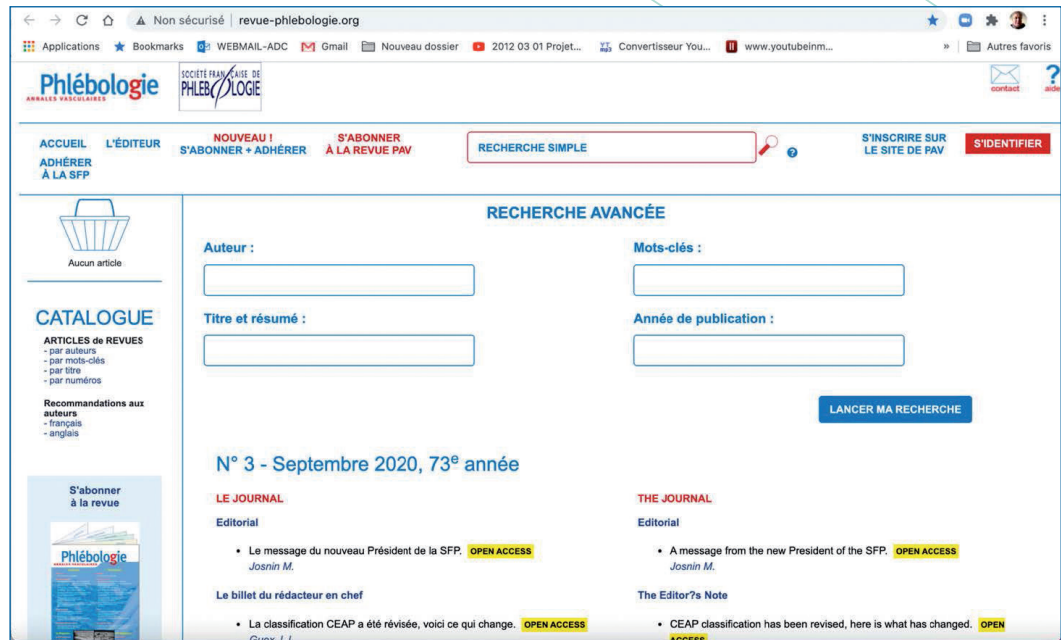 Non sécurisé | revue-phlebologie.org
Applications Bookmarks WEBMAIL-ADC Gmail Nouveau dossier 2012 03 01 Projet... Convertisseur You... www.youtubeinm... » Autres favoris
Phlébologie
ANNALES VASCULAIRES
SOCIÉTÉ FRANÇAISE DE
PHLEBOLOGIE
contact
aide
ACCUEIL L'ÉDITEUR
NOUVEAU !
S'ABONNER + ADHÉRER
S'ABONNER
À LA REVUE PAV
RECHERCHE SIMPLE
S'INSCRIRE SUR
LE SITE DE PAV
S'IDENTIFIER
ADHÉRER
À LA SFP
Aucun article
CATALOGUE
ARTICLES de REVUES
- par auteurs
- par mots-clés
- par titre
- par numéros
Recommandations aux
auteurs
- français
- anglais
S'abonner
à la revue
Phlébologie
RECHERCHE AVANCÉE
Auteur :
Mots-clés :
Titre et résumé :
Année de publication :
LANCER MA RECHERCHE
N° 3 - Septembre 2020, 73e année
LE JOURNAL
Editorial
• Le message du nouveau Président de la SFP. OPEN ACCESS
Josnin M.
Le billet du rédacteur en chef
• La classification CEAP a été révisée, voici ce qui change. OPEN ACCESS
THE JOURNAL
Editorial
• A message from the new President of the SFP. OPEN ACCESS
Josnin M.
The Editor?s Note
• CEAP classification has been revised, here is what has changed. OPEN
ACCESS